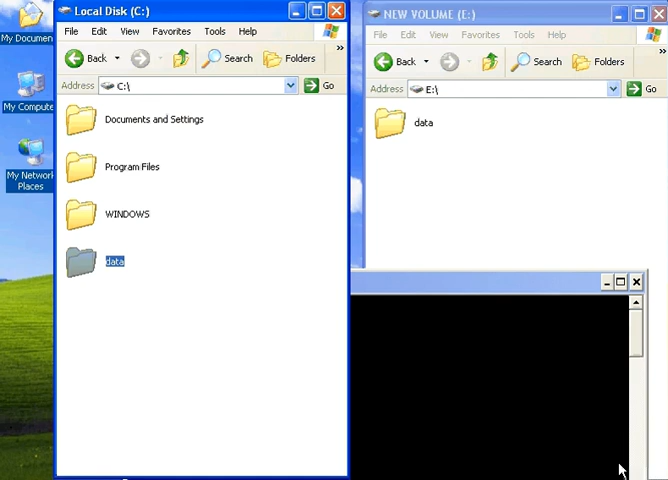 My Documen
My Compute
My Network
Places
Local Disk (C:)
File Edit View Favorites Tools Help
Back Search Folders
Address C:\ Go
Documents and Settings
Program Files
WINDOWS
data
NEW VOLUME (E:)
File Edit View Favorites Tools Help
Back Search Folders
Address E:\ Go
data